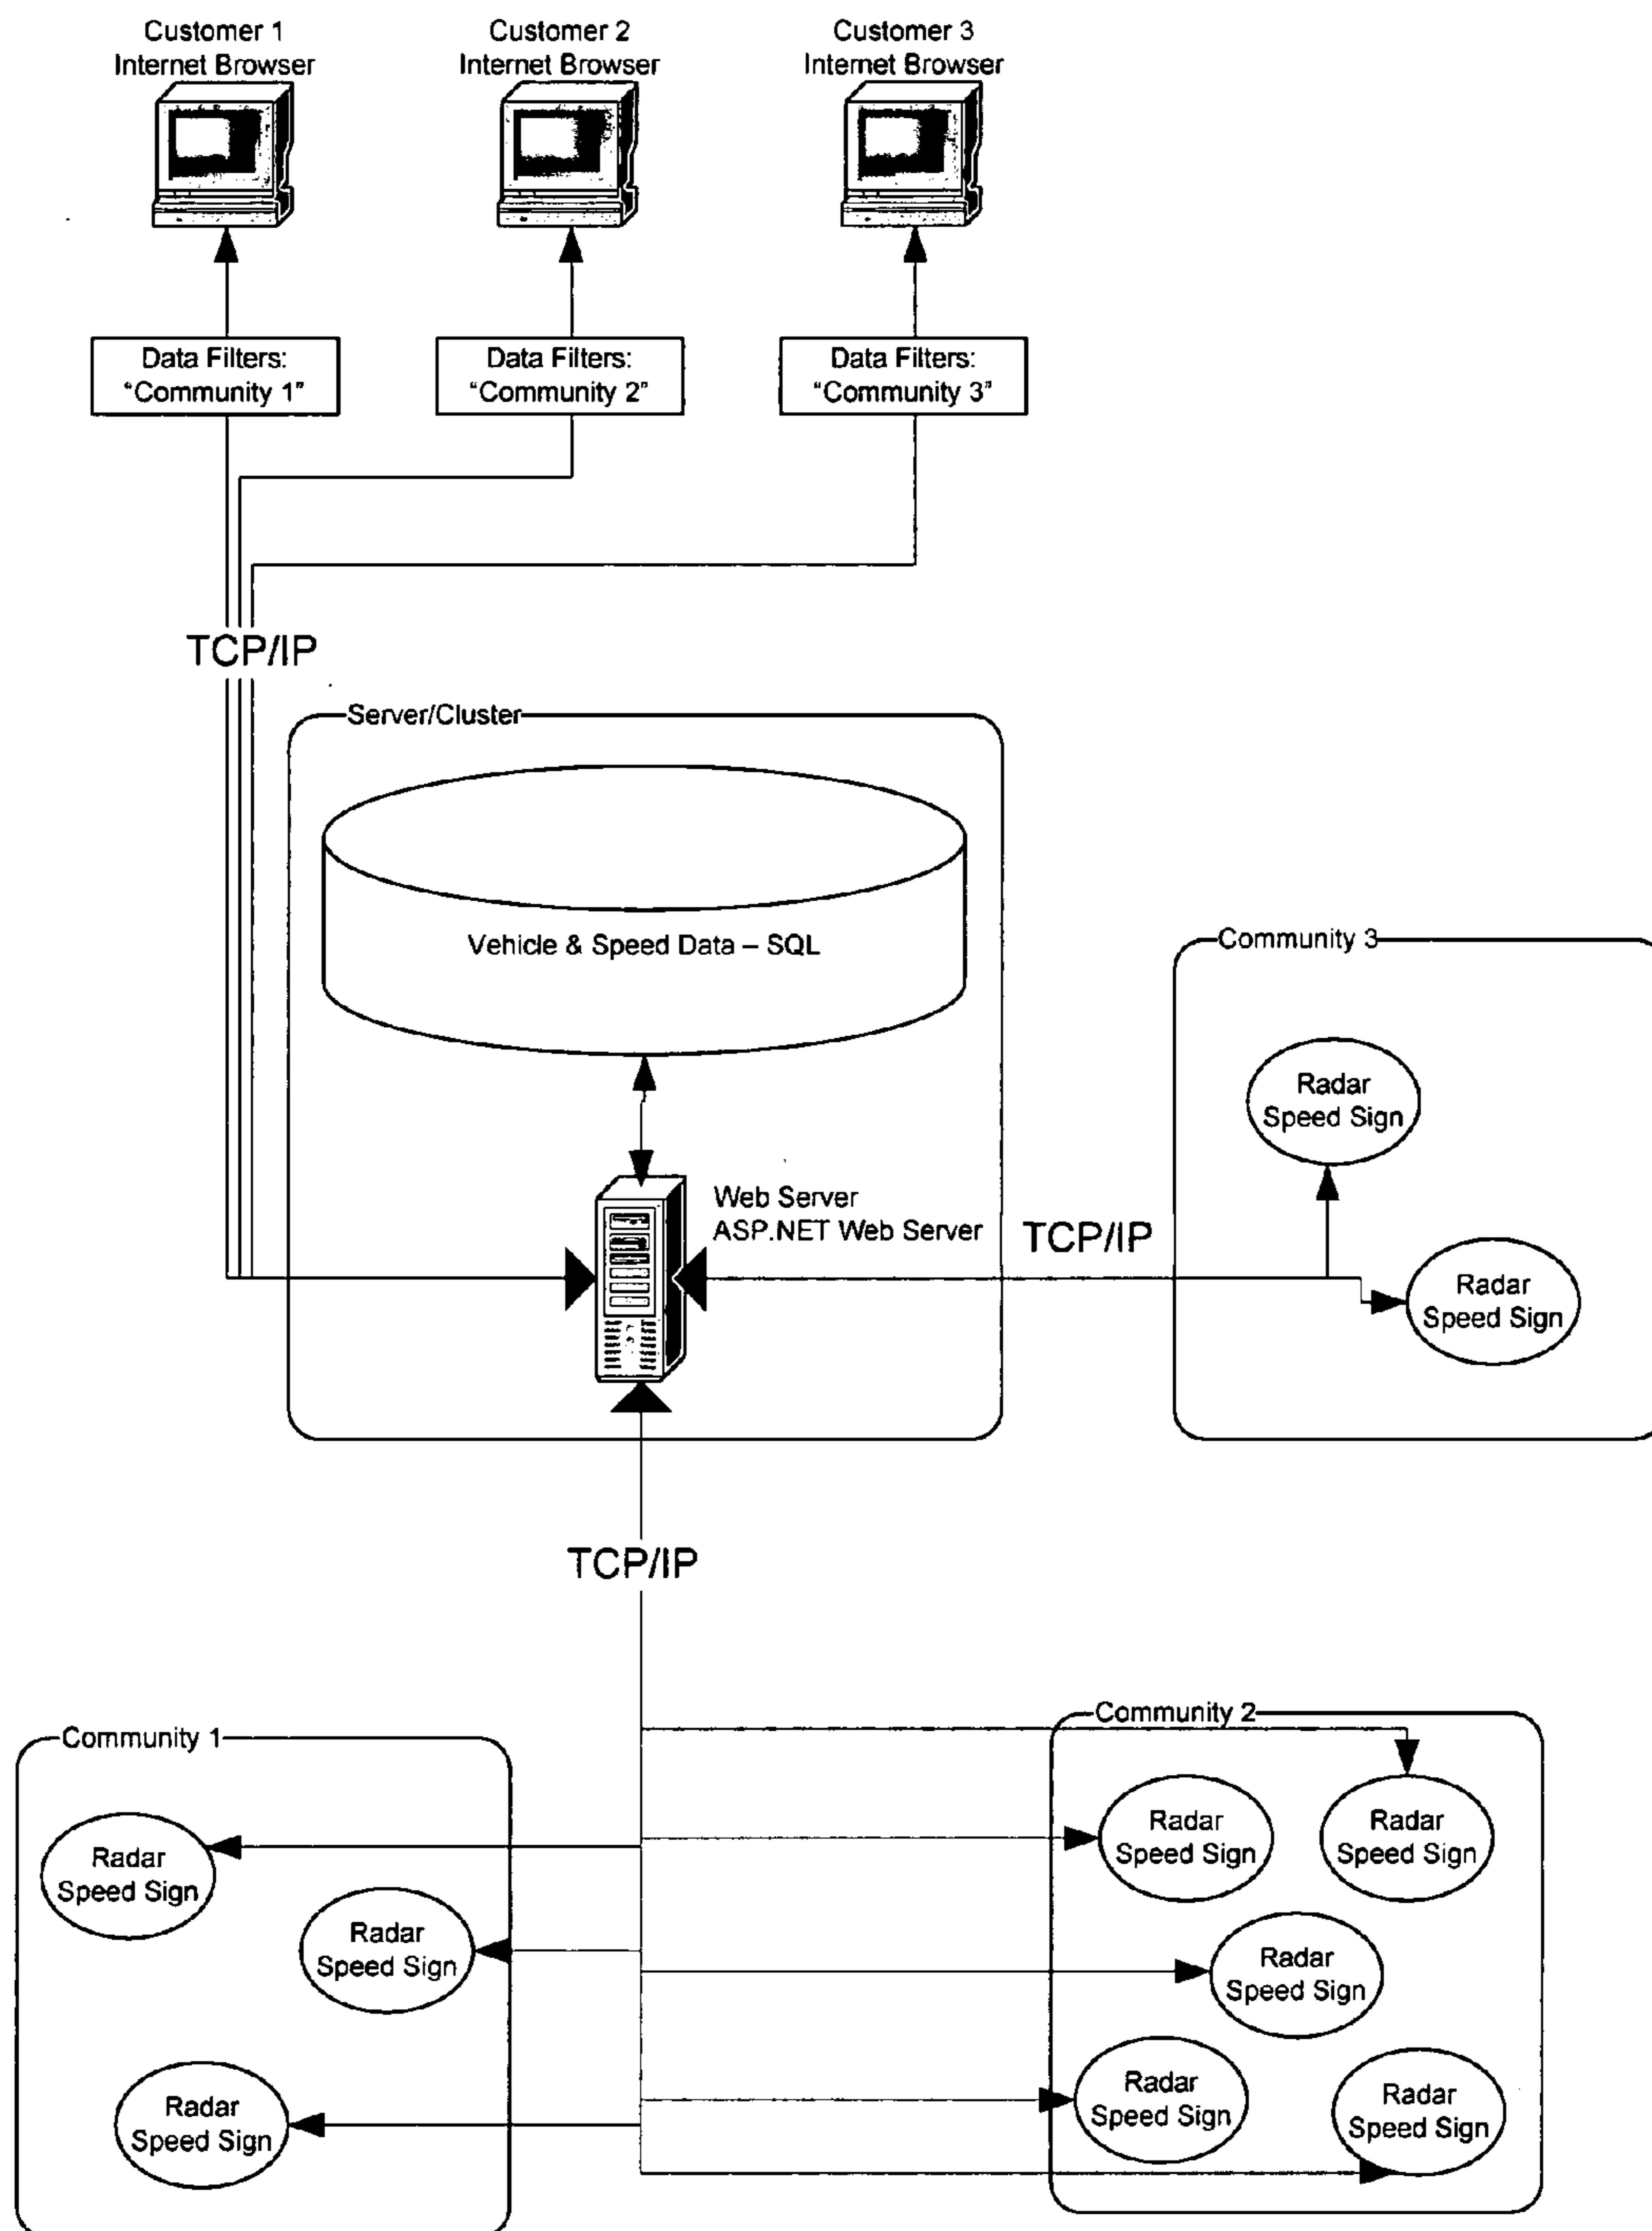 Customer 1
Internet Browser
Customer 2
Internet Browser
Customer 3
Internet Browser
Data Filters:
"Community 1"
Data Filters:
"Community 2"
Data Filters:
"Community 3"
TCP/IP
Server/Cluster
Vehicle & Speed Data – SQL
Web Server
ASP.NET Web Server
TCP/IP
Community 3
Radar
Speed Sign
Radar
Speed Sign
TCP/IP
Community 1
Radar
Speed Sign
Radar
Speed Sign
Radar
Speed Sign
Community 2
Radar
Speed Sign
Radar
Speed Sign
Radar
Speed Sign
Radar
Speed Sign
Radar
Speed Sign